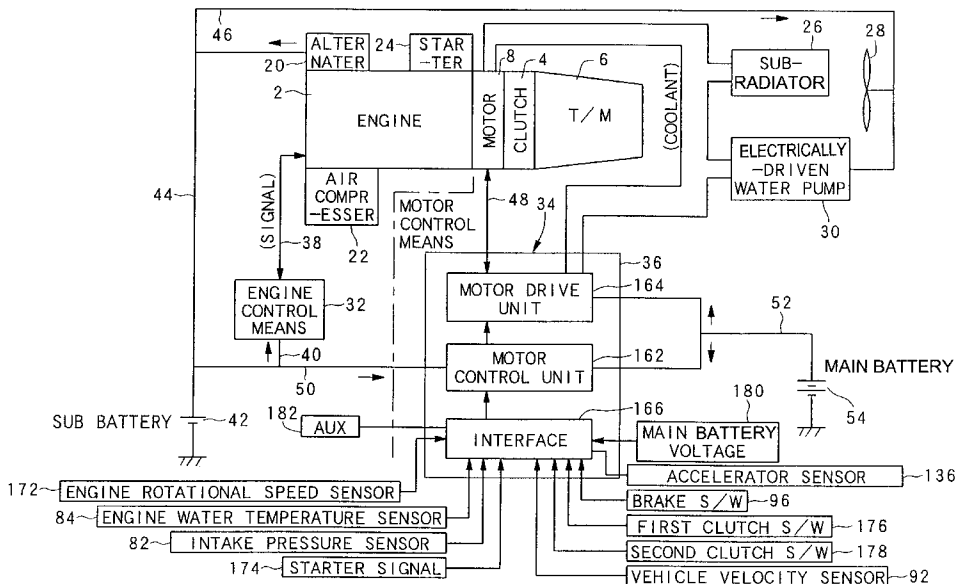 46
ALTER
NATER
20
24
STAR
-TER
8
4
6
26
28
2
ENGINE
MOTOR
CLUTCH
T/M
(COOLANT)
SUB-
RADIATOR
ELECTRICALLY
-DRIVEN
WATER PUMP
30
44
(SIGNAL)
38
AIR
COMPR
-ESSER
22
MOTOR
CONTROL
MEANS
48
34
36
ENGINE
CONTROL
MEANS
32
MOTOR DRIVE
UNIT
164
52
40
50
MOTOR
CONTROL UNIT
162
MAIN BATTERY
54
SUB BATTERY
42
182
AUX
166
INTERFACE
180
MAIN BATTERY
VOLTAGE
172
ENGINE ROTATIONAL SPEED SENSOR
ACCELERATOR SENSOR
136
84
ENGINE WATER TEMPERATURE SENSOR
BRAKE S/W
96
82
INTAKE PRESSURE SENSOR
FIRST CLUTCH S/W
176
174
STARTER SIGNAL
SECOND CLUTCH S/W
178
VEHICLE VELOCITY SENSOR
92